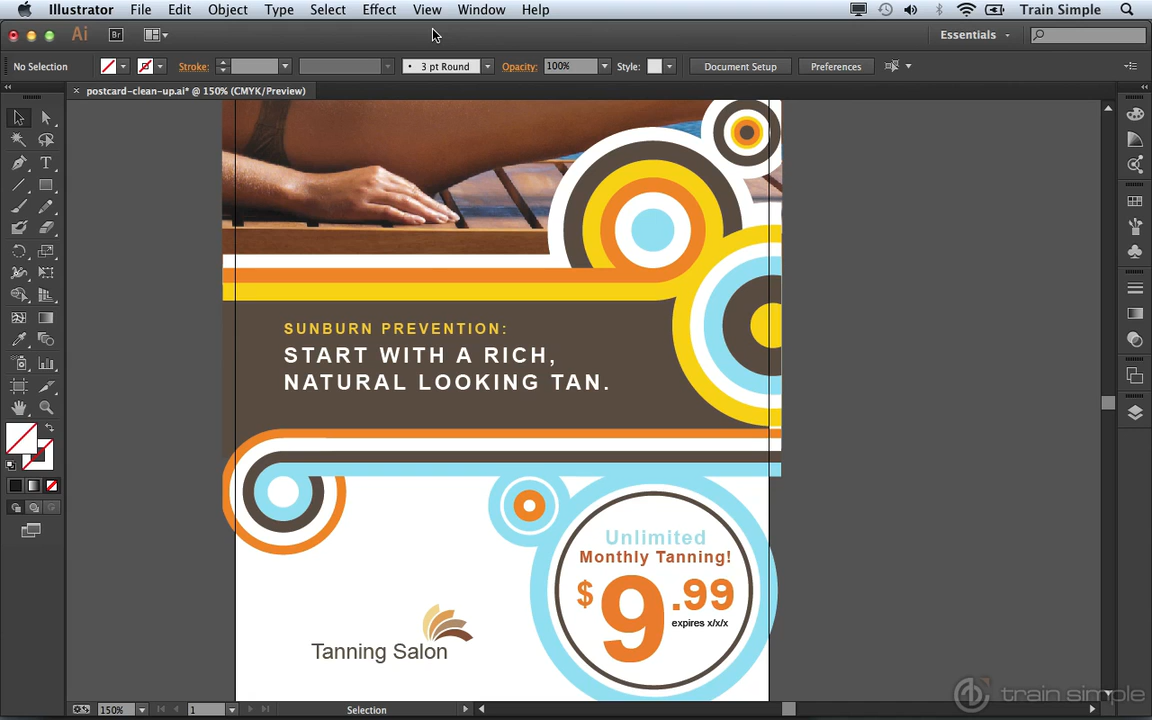 Illustrator File Edit Object Type Select Effect View Window Help Train Simple
Ai Br Essentials
No Selection Stroke: 3 pt Round Opacity: 100% Style: Document Setup Preferences
postcard-clean-up.ai* @ 150% (CMYK/Preview)
SUNBURN PREVENTION:
START WITH A RICH,
NATURAL LOOKING TAN.
Unlimited
Monthly Tanning!
$9.99
expires x/x/x
Tanning Salon
train simple
150% 1 Selection